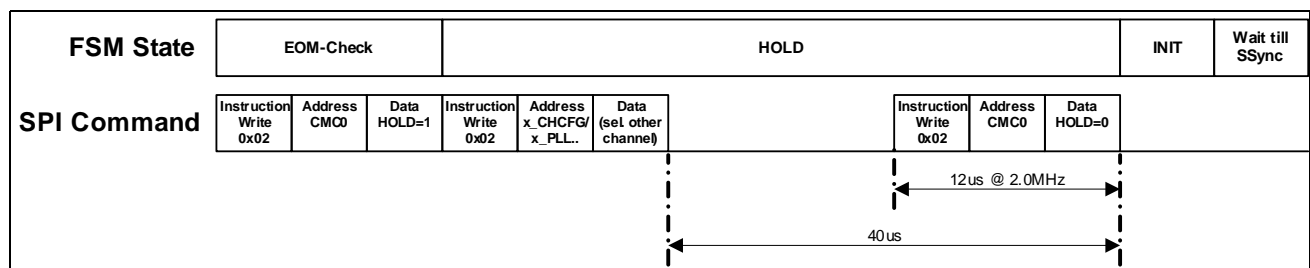 FSM State
EOM-Check
HOLD
INIT
Wait till
SSync
SPI Command
Instruction
Write
0x02
Address
CMC0
Data
HOLD=1
Instruction
Write
0x02
Address
x_CHCFG/
x_PLL..
Data
(sel. other
channel)
Instruction
Write
0x02
Address
CMC0
Data
HOLD=0
12us @ 2.0MHz
40us